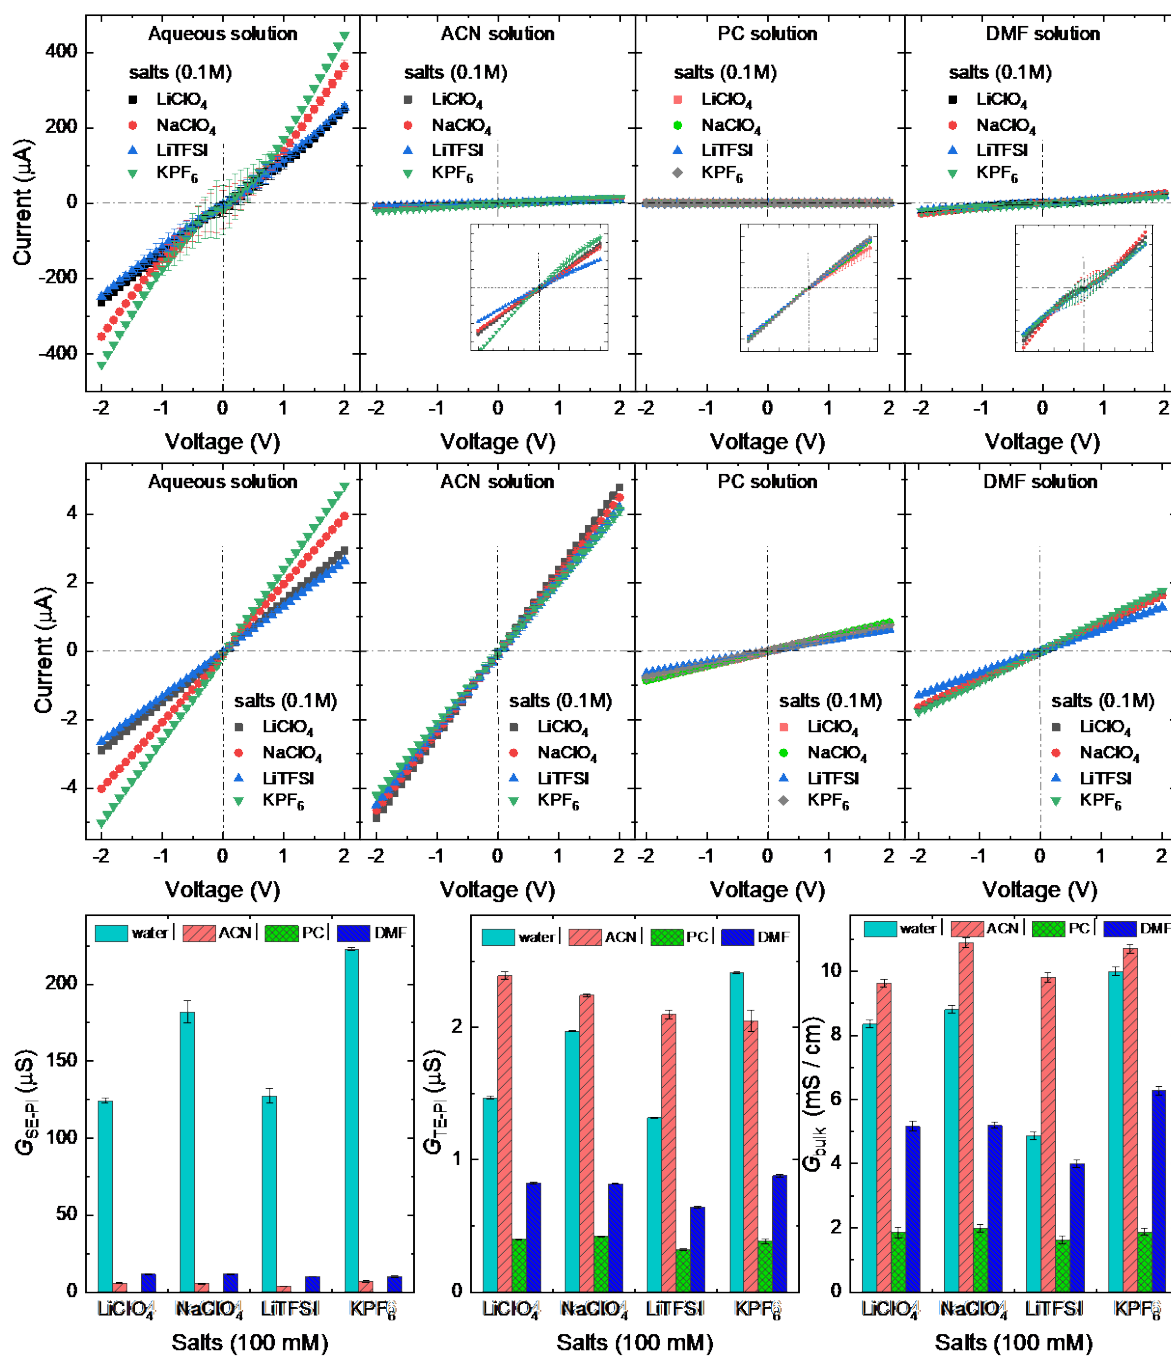 Aqueous solution
ACN solution
PC solution
DMF solution
salts (0.1M)
LiClO4
NaClO4
LiTFSI
KPF6
salts (0.1M)
LiClO4
NaClO4
LiTFSI
KPF6
salts (0.1M)
LiClO4
NaClO4
LiTFSI
KPF6
salts (0.1M)
LiClO4
NaClO4
LiTFSI
KPF6
Current (μA)
400
200
0
-200
-400
-2 -1 0 1 2
-2 -1 0 1 2
-2 -1 0 1 2
-2 -1 0 1 2
Voltage (V)
Voltage (V)
Voltage (V)
Voltage (V)
Aqueous solution
ACN solution
PC solution
DMF solution
Current (μA)
4
2
0
-2
-4
salts (0.1M)
LiClO4
NaClO4
LiTFSI
KPF6
salts (0.1M)
LiClO4
NaClO4
LiTFSI
KPF6
salts (0.1M)
LiClO4
NaClO4
LiTFSI
KPF6
salts (0.1M)
LiClO4
NaClO4
LiTFSI
KPF6
-2 -1 0 1 2
-2 -1 0 1 2
-2 -1 0 1 2
-2 -1 0 1 2
Voltage (V)
Voltage (V)
Voltage (V)
Voltage (V)
water ACN PC DMF
GSE-PI (μS)
200
150
100
50
0
LiClO4 NaClO4 LiTFSI KPF6
Salts (100 mM)
water ACN PC DMF
GTE-PI (μS)
2
1
0
LiClO4 NaClO4 LiTFSI KPF6
Salts (100 mM)
water ACN PC DMF
Gbulk (mS / cm)
10
8
6
4
2
0
LiClO4 NaClO4 LiTFSI KPF6
Salts (100 mM)